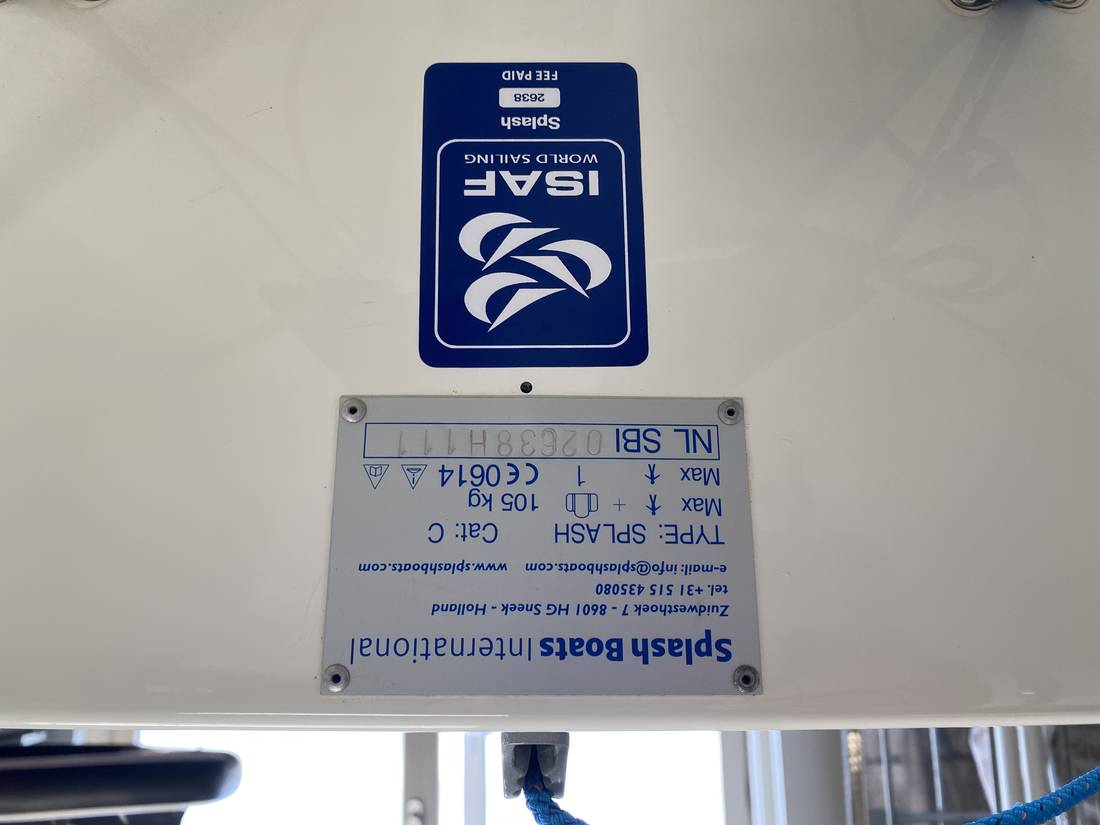 Splash Boats International
Zuidwesthoek 7 - 8601 HG Sneek - Holland
tel. +31 515 435080
e-mail: info@splashboats.com www.splashboats.com
TYPE: SPLASH Cat: C
Max + 105 kg
Max 1 CE 0614
NL SBI 02638H111
ISAF
WORLD SAILING
Splash
2638
FEE PAID